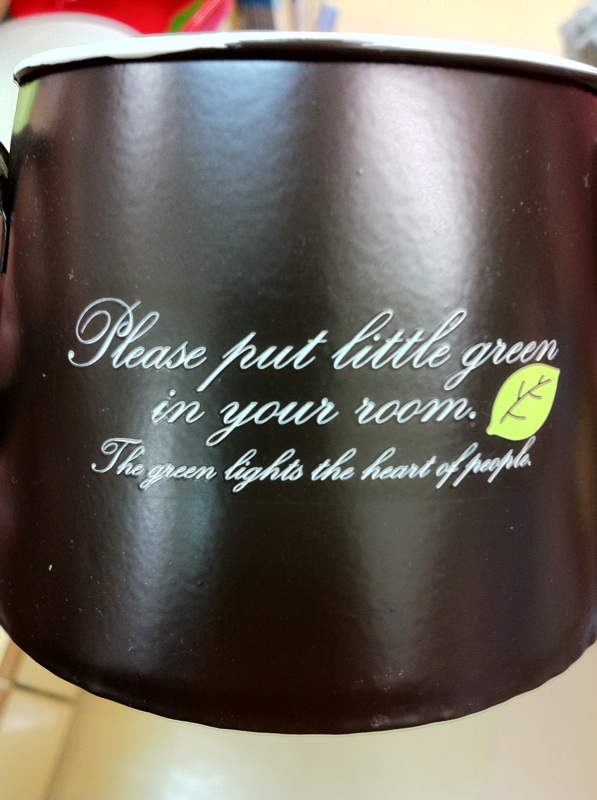 Please put little green
in your room.
The green lights the heart of people.